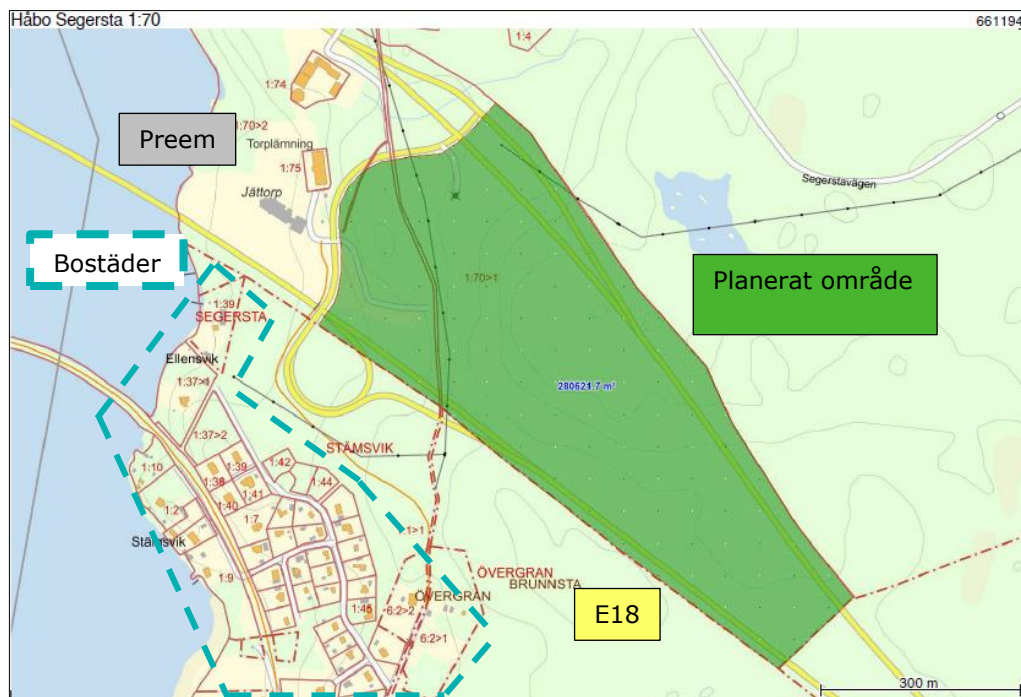 Håbo Segersta 1:70
661194
1:4
1:74
Preem
1:70>2
Torplämning
1:75
Jättorp
Segerstavägen
Bostäder
Planerat område
1:70>1
1:39
SEGERSTA
Ellensvik
1:37>1
280621,7 m²
1:37>2
STÄMSVIK
1:42
1:10
1:39
1:38
1:44
1:41
1:40
1:2
1:7
Stämsvik
1>1
1:9
ÖVERGRAN
BRUNNSTA
ÖVERGRAN
E18
1:45
6:2>2
6:2>1
300 m